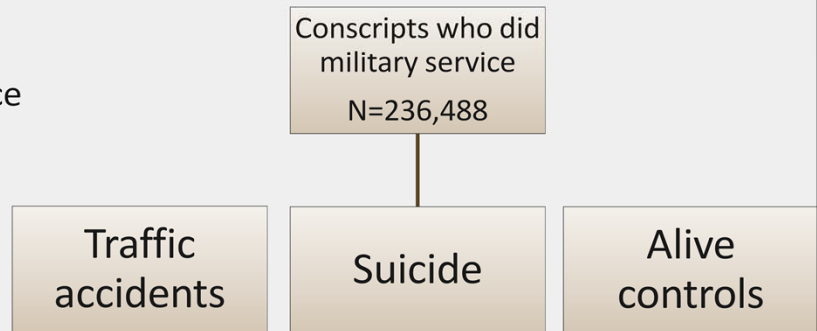 Conscripts who did
military service
N=236,488
ce
Traffic
accidents
Suicide
Alive
controls